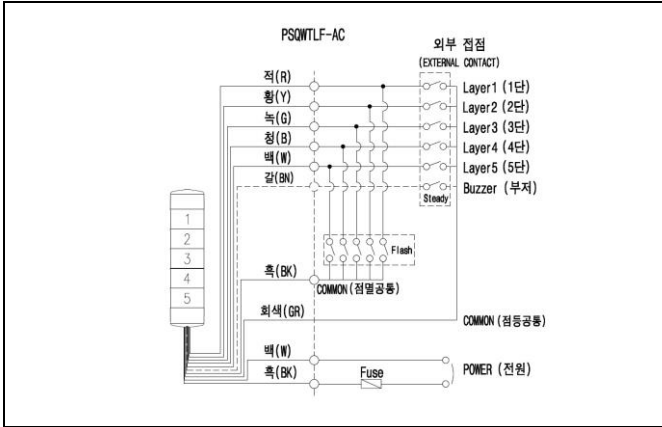 PSQWTLF-AC
외부 접점
(EXTERNAL CONTACT)
적(R)
Layer1 (1단)
황(Y)
Layer2 (2단)
녹(G)
Layer3 (3단)
청(B)
Layer4 (4단)
백(W)
Layer5 (5단)
갈(BN)
Buzzer (부저)
Steady
1
2
3
4
5
Flash
흑(BK)
COMMON (점멸공통)
회색(GR)
COMMON (점등공통)
백(W)
흑(BK)
Fuse
POWER (전원)